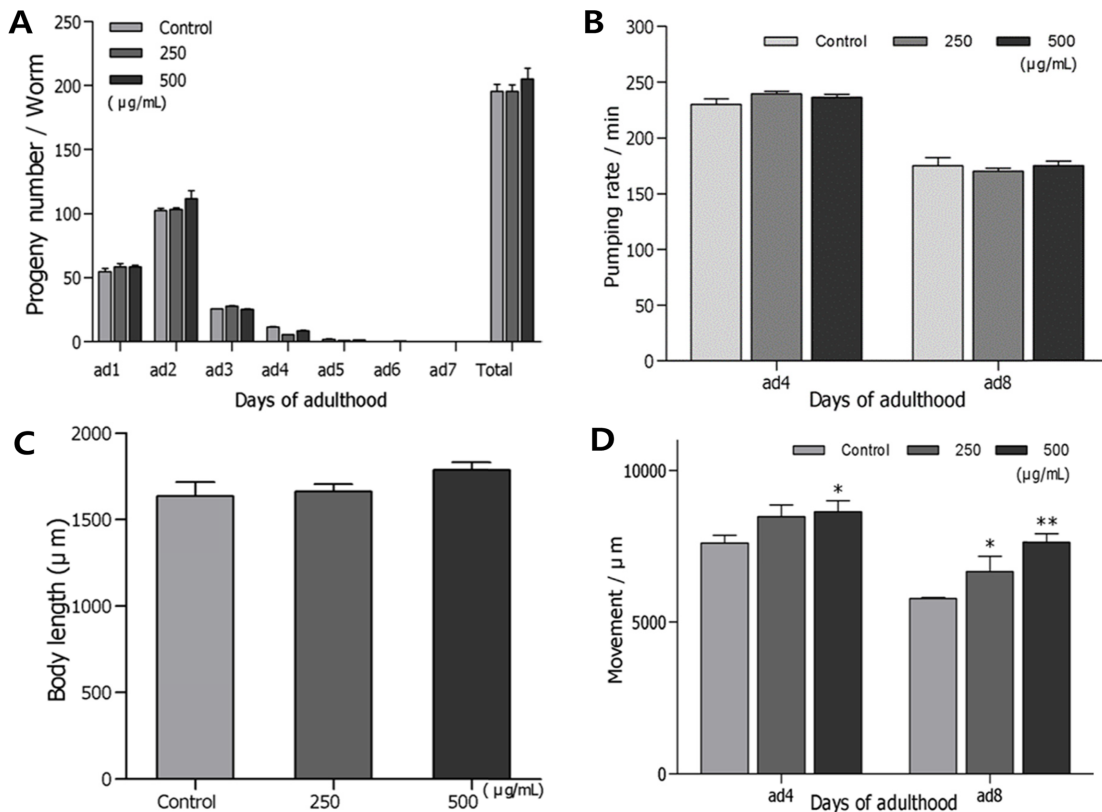 A
Progeny number / Worm
250
200
150
100
50
0
Control
250
500
( µg/mL)
ad1 ad2 ad3 ad4 ad5 ad6 ad7 Total
Days of adulthood
B
Pumping rate / min
300
250
200
150
100
50
0
Control 250 500
(µg/mL)
ad4 ad8
Days of adulthood
C
Body length (µm)
2000
1500
1000
500
0
Control 250 500 ( µg/mL)
D
Movement / µm
10000
5000
0
Control 250 500
(µg/mL)
* * **
ad4 ad8
Days of adulthood